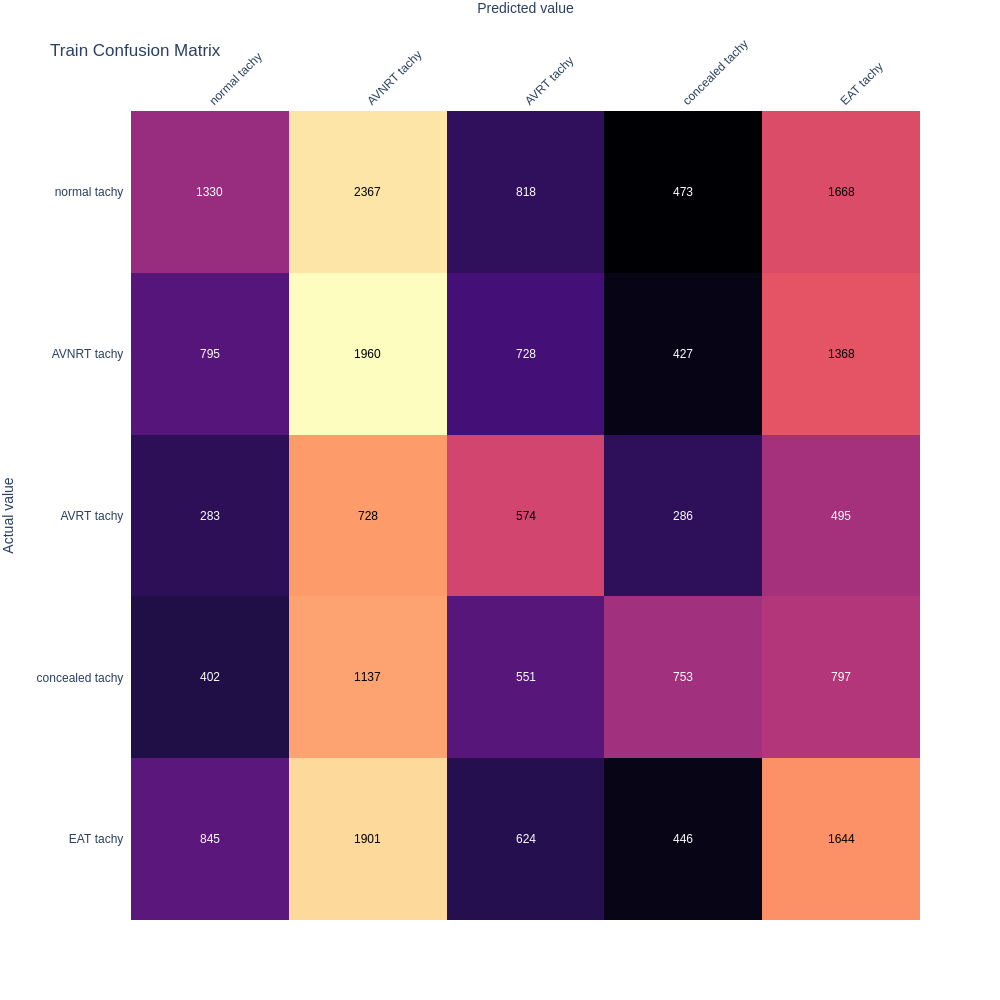 Predicted value
Train Confusion Matrix
normal tachy AVNRT tachy AVRT tachy concealed tachy EAT tachy
normal tachy 1330 2367 818 473 1668
AVNRT tachy 795 1960 728 427 1368
AVRT tachy 283 728 574 286 495
Actual value
concealed tachy 402 1137 551 753 797
EAT tachy 845 1901 624 446 1644